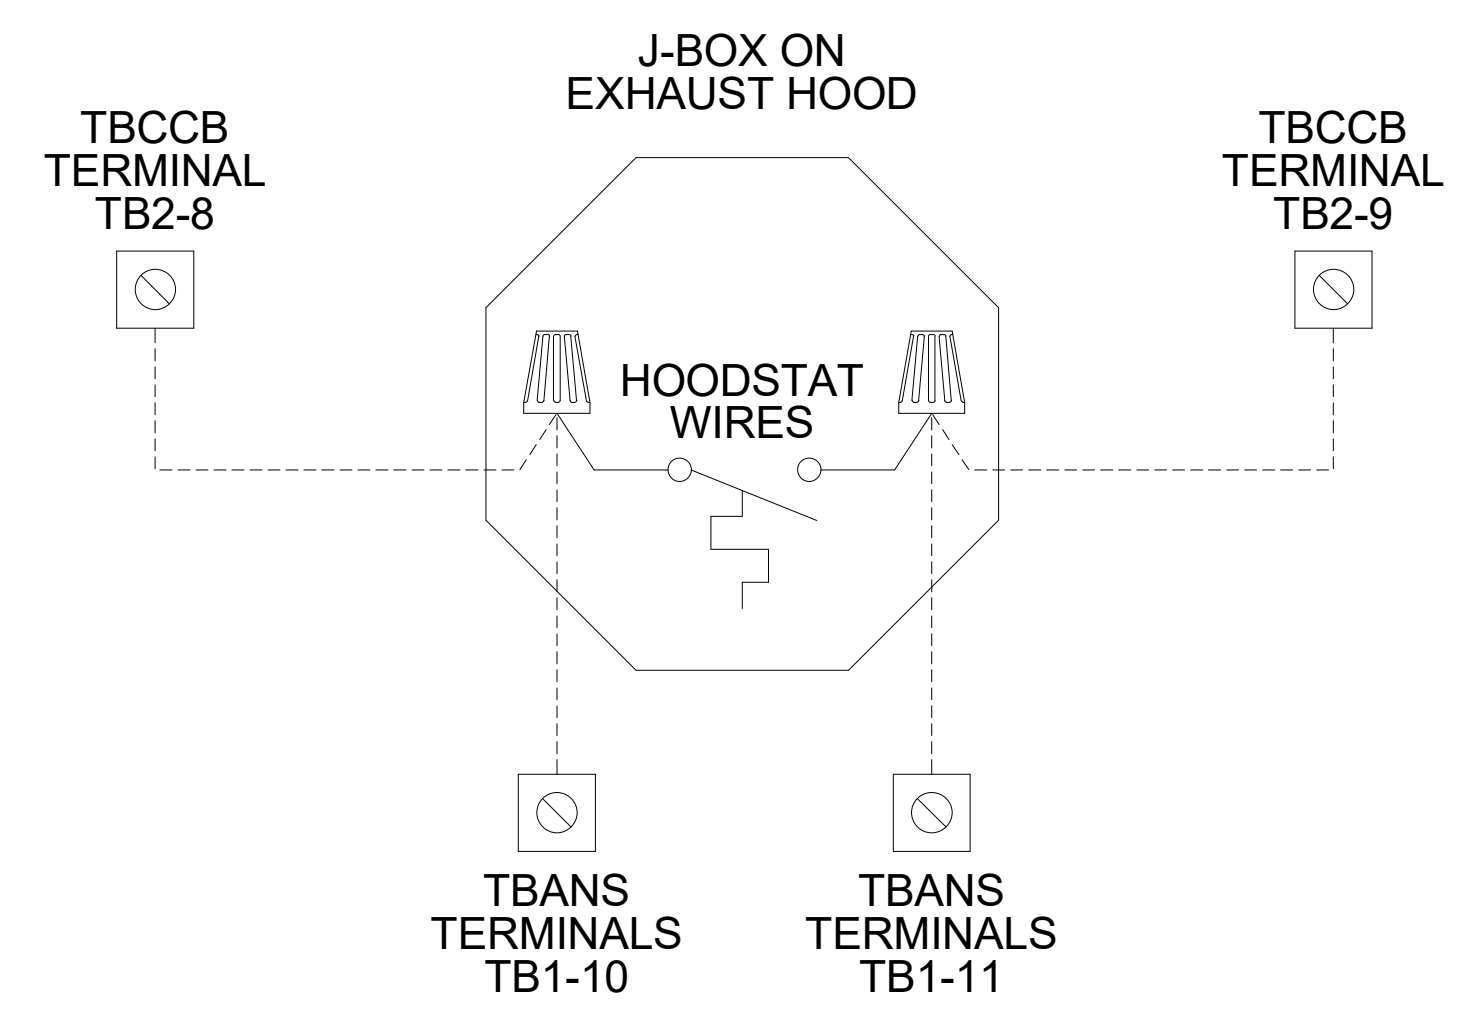 J-BOX ON
EXHAUST HOOD
TBCCB
TERMINAL
TB2-8
TBCCB
TERMINAL
TB2-9
HOODSTAT
WIRES
TBANS
TERMINALS
TB1-10
TBANS
TERMINALS
TB1-11